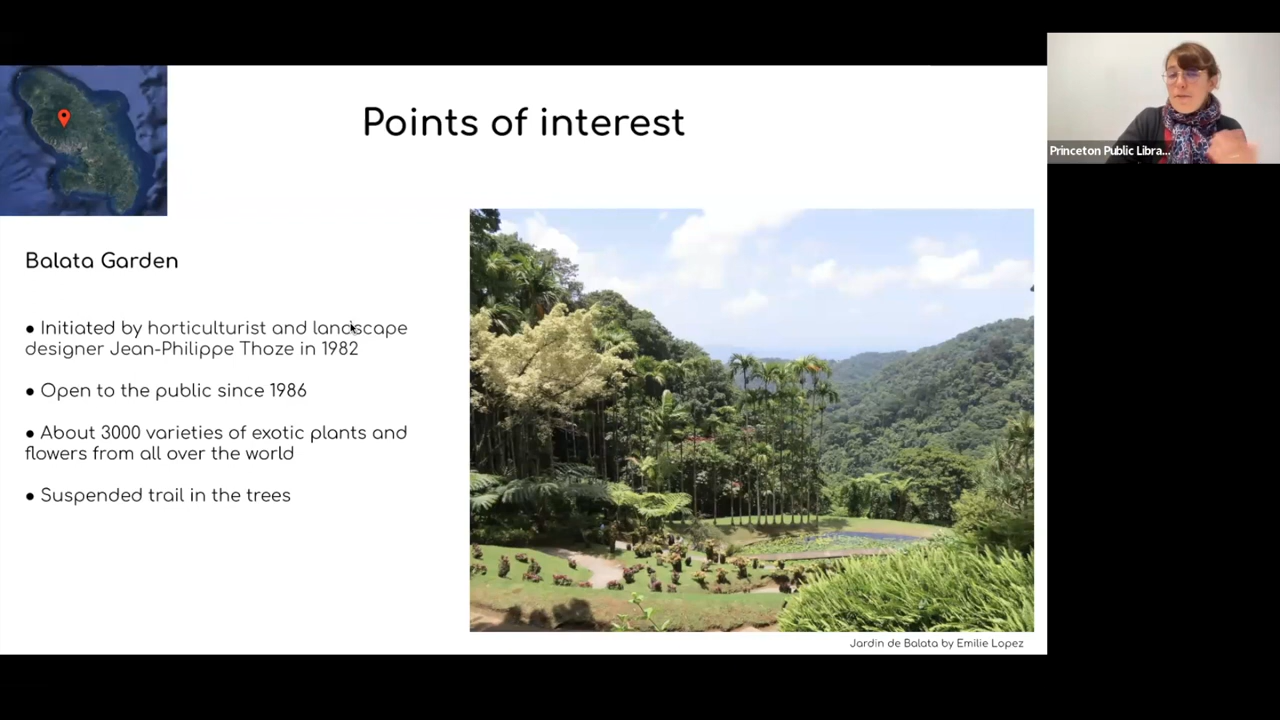 Points of interest
Princeton Public Libra...
Balata Garden
● Initiated by horticulturist and landscape
designer Jean-Philippe Thoze in 1982
● Open to the public since 1986
● About 3000 varieties of exotic plants and
flowers from all over the world
● Suspended trail in the trees
Jardin de Balata by Emilie Lopez